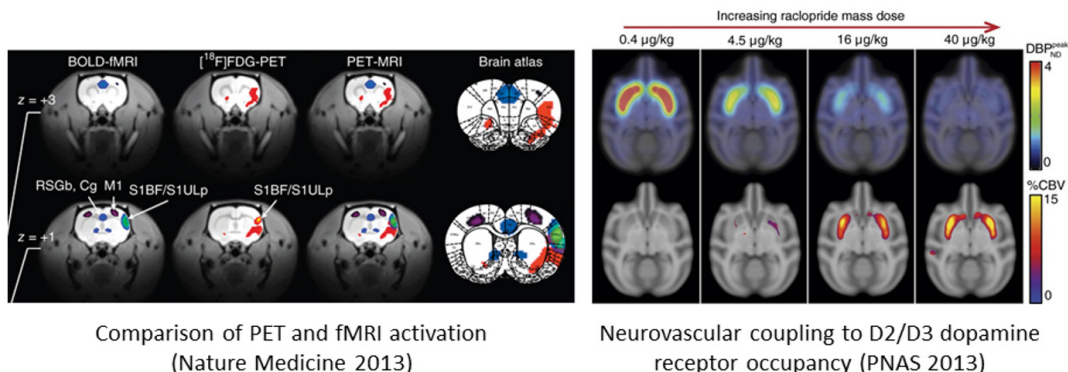 BOLD-fMRI
[¹⁸F]FDG-PET
PET-MRI
Brain atlas
z = +3
RSGb, Cg M1 S1BF/S1ULp
S1BF/S1ULp
z = +1
Comparison of PET and fMRI activation
(Nature Medicine 2013)
Increasing raclopride mass dose
0.4 µg/kg
4.5 µg/kg
16 µg/kg
40 µg/kg
DBP peak ND
4
0
%CBV
15
0
Neurovascular coupling to D2/D3 dopamine
receptor occupancy (PNAS 2013)